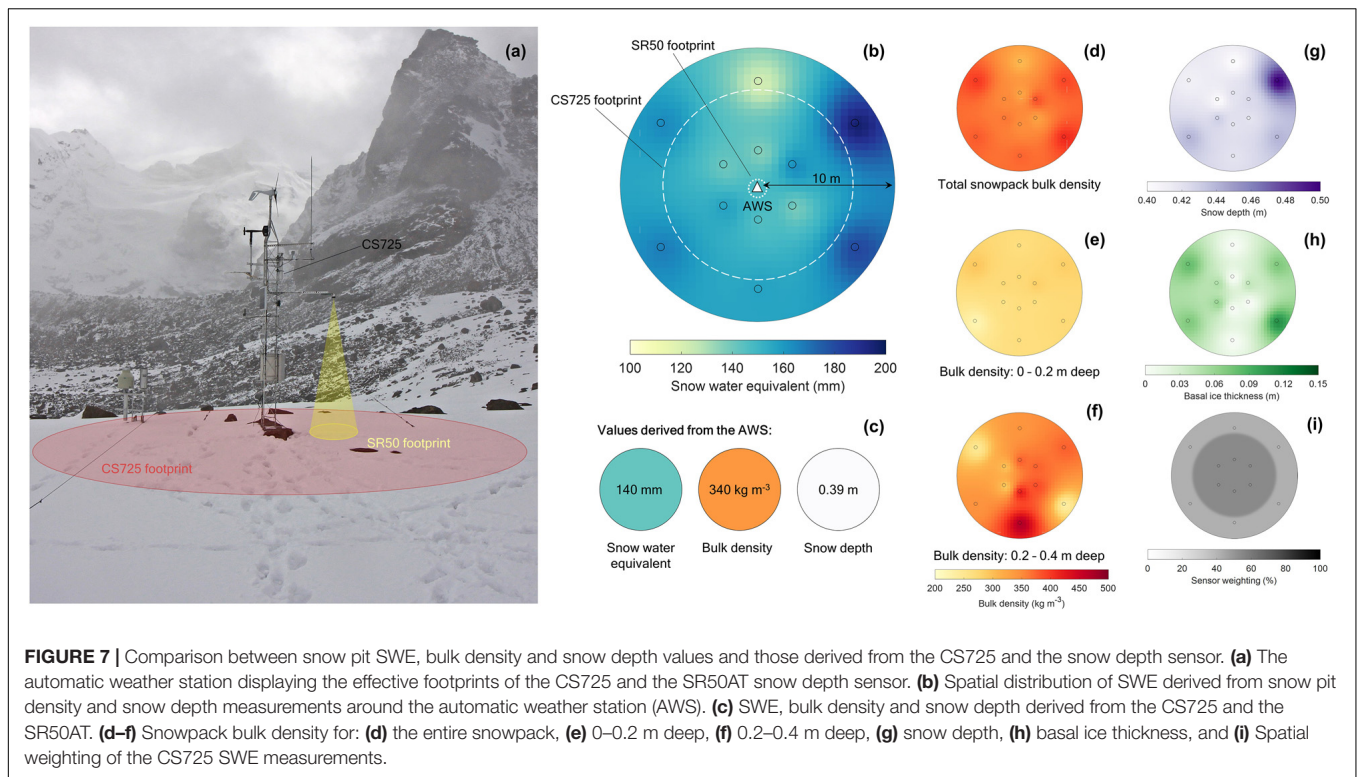 (a)
CS725
SR50 footprint
CS725 footprint
SR50 footprint
(b)
CS725 footprint
10 m
AWS
100 120 140 160 180 200
Snow water equivalent (mm)
Values derived from the AWS:
(c)
140 mm
340 kg m⁻³
0.39 m
Snow water
equivalent
Bulk density
Snow depth
(d)
Total snowpack bulk density
(e)
Bulk density: 0 - 0.2 m deep
(f)
Bulk density: 0.2 - 0.4 m deep
200 250 300 350 400 450 500
Bulk density (kg m⁻³)
(g)
0.40 0.42 0.44 0.46 0.48 0.50
Snow depth (m)
(h)
0 0.03 0.06 0.09 0.12 0.15
Basal ice thickness (m)
(i)
0 20 40 60 80 100
Sensor weighting (%)
FIGURE 7 | Comparison between snow pit SWE, bulk density and snow depth values and those derived from the CS725 and the snow depth sensor. (a) The
automatic weather station displaying the effective footprints of the CS725 and the SR50AT snow depth sensor. (b) Spatial distribution of SWE derived from snow pit
density and snow depth measurements around the automatic weather station (AWS). (c) SWE, bulk density and snow depth derived from the CS725 and the
SR50AT. (d–f) Snowpack bulk density for: (d) the entire snowpack, (e) 0–0.2 m deep, (f) 0.2–0.4 m deep, (g) snow depth, (h) basal ice thickness, and (i) Spatial
weighting of the CS725 SWE measurements.